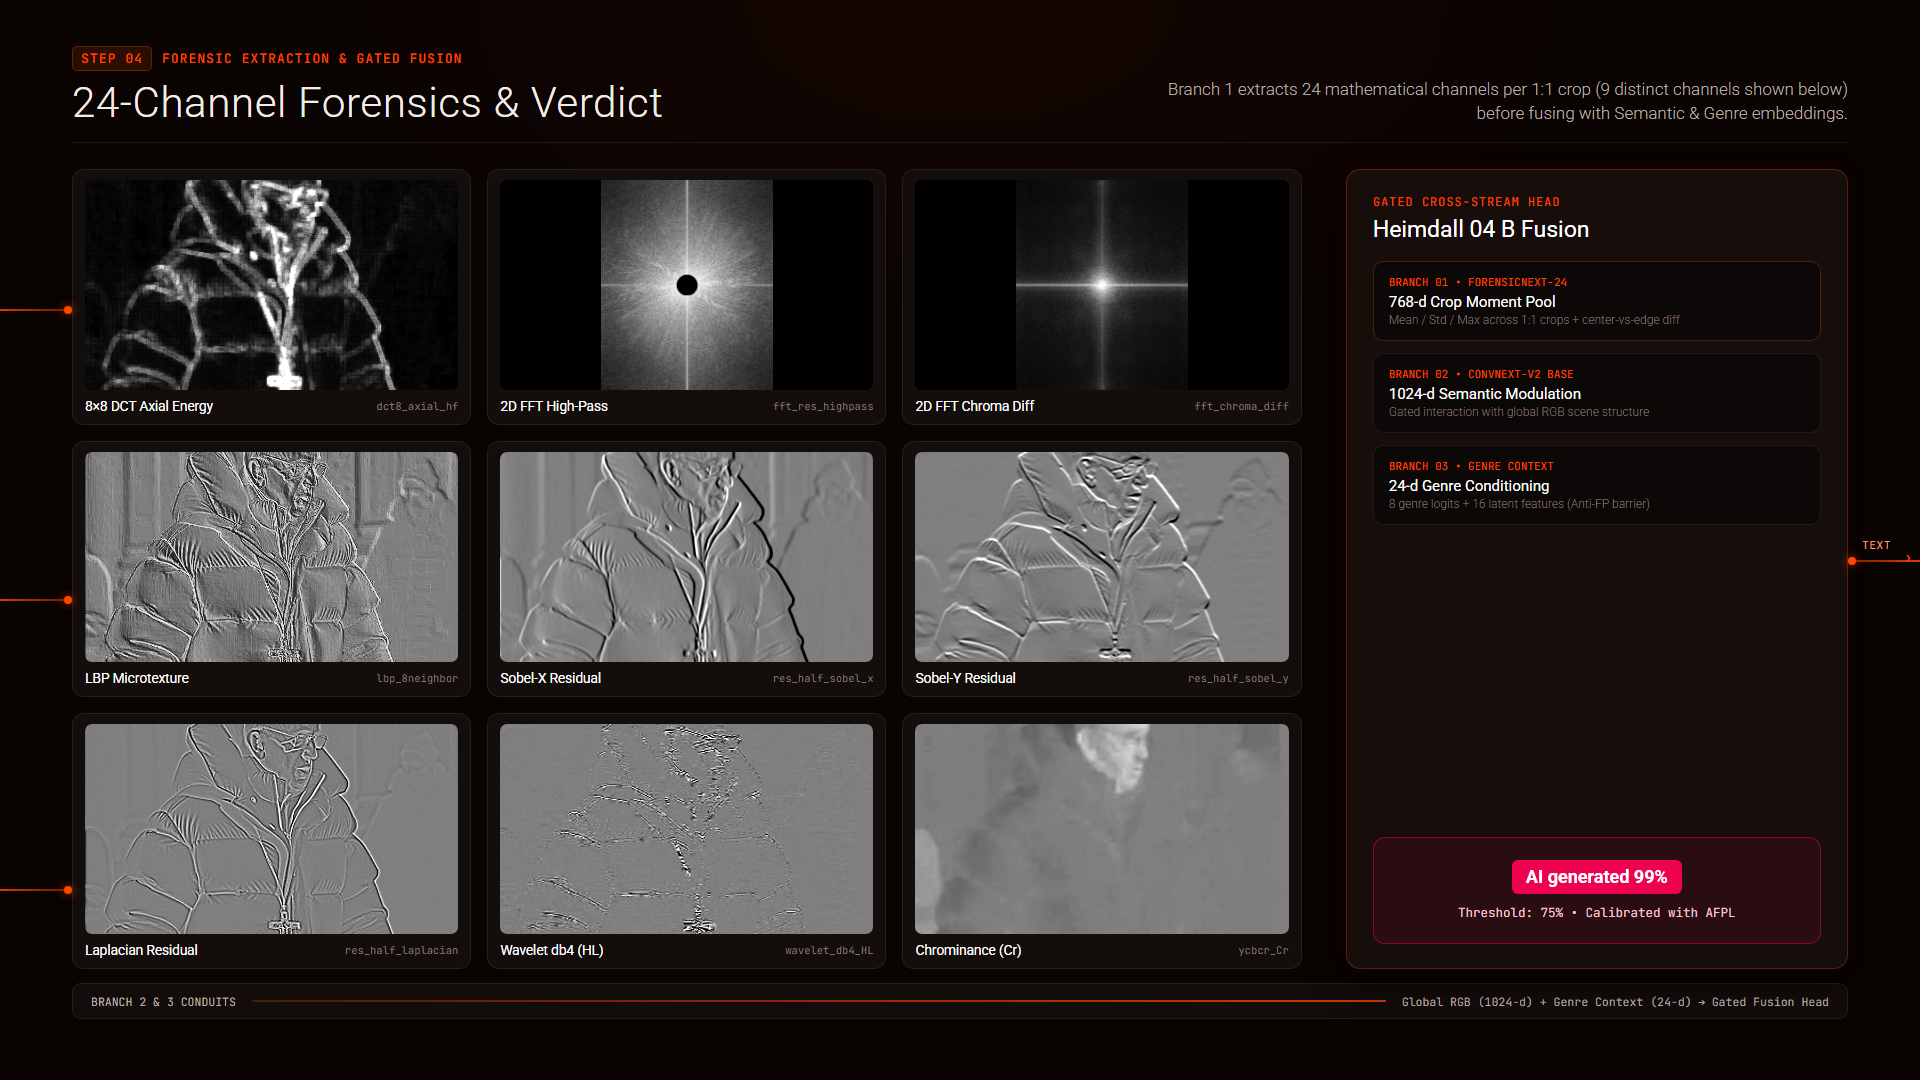 STEP 04 FORENSIC EXTRACTION & GATED FUSION
24-Channel Forensics & Verdict
Branch 1 extracts 24 mathematical channels per 1:1 crop (9 distinct channels shown below)
before fusing with Semantic & Genre embeddings.
8×8 DCT Axial Energy dct8_axial_hf
2D FFT High-Pass fft_res_highpass
2D FFT Chroma Diff fft_chroma_diff
LBP Microtexture lbp_8neighbor
Sobel-X Residual res_half_sobel_x
Sobel-Y Residual res_half_sobel_y
Laplacian Residual res_half_laplacian
Wavelet db4 (HL) wavelet_db4_HL
Chrominance (Cr) ycbcr_Cr
GATED CROSS-STREAM HEAD
Heimdall 04 B Fusion
BRANCH 01 • FORENSICNEXT-24
768-d Crop Moment Pool
Mean / Std / Max across 1:1 crops + center-vs-edge diff
BRANCH 02 • CONVNEXT-V2 BASE
1024-d Semantic Modulation
Gated interaction with global RGB scene structure
BRANCH 03 • GENRE CONTEXT
24-d Genre Conditioning
8 genre logits + 16 latent features (Anti-FP barrier)
AI generated 99%
Threshold: 75% • Calibrated with AFPL
TEXT
BRANCH 2 & 3 CONDUITS
Global RGB (1024-d) + Genre Context (24-d) → Gated Fusion Head